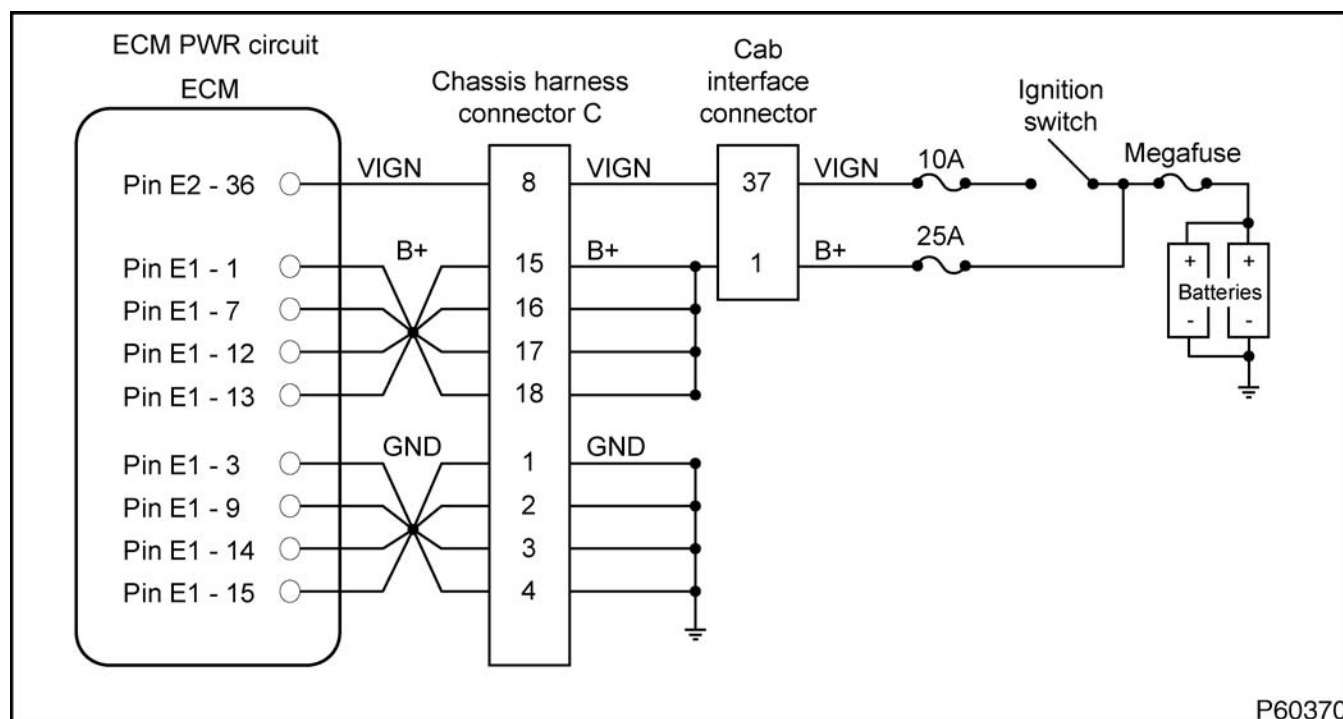 ECM PWR circuit
ECM
Chassis harness
connector C
Cab
interface
connector
Ignition
switch
Megafuse
Pin E2 - 36
VIGN
8
VIGN
37
VIGN
10A
Pin E1 - 1
B+
15
B+
1
B+
25A
Pin E1 - 7
16
Pin E1 - 12
17
Pin E1 - 13
18
+
+
Batteries
-
-
Pin E1 - 3
GND
1
GND
Pin E1 - 9
2
Pin E1 - 14
3
Pin E1 - 15
4
P60370